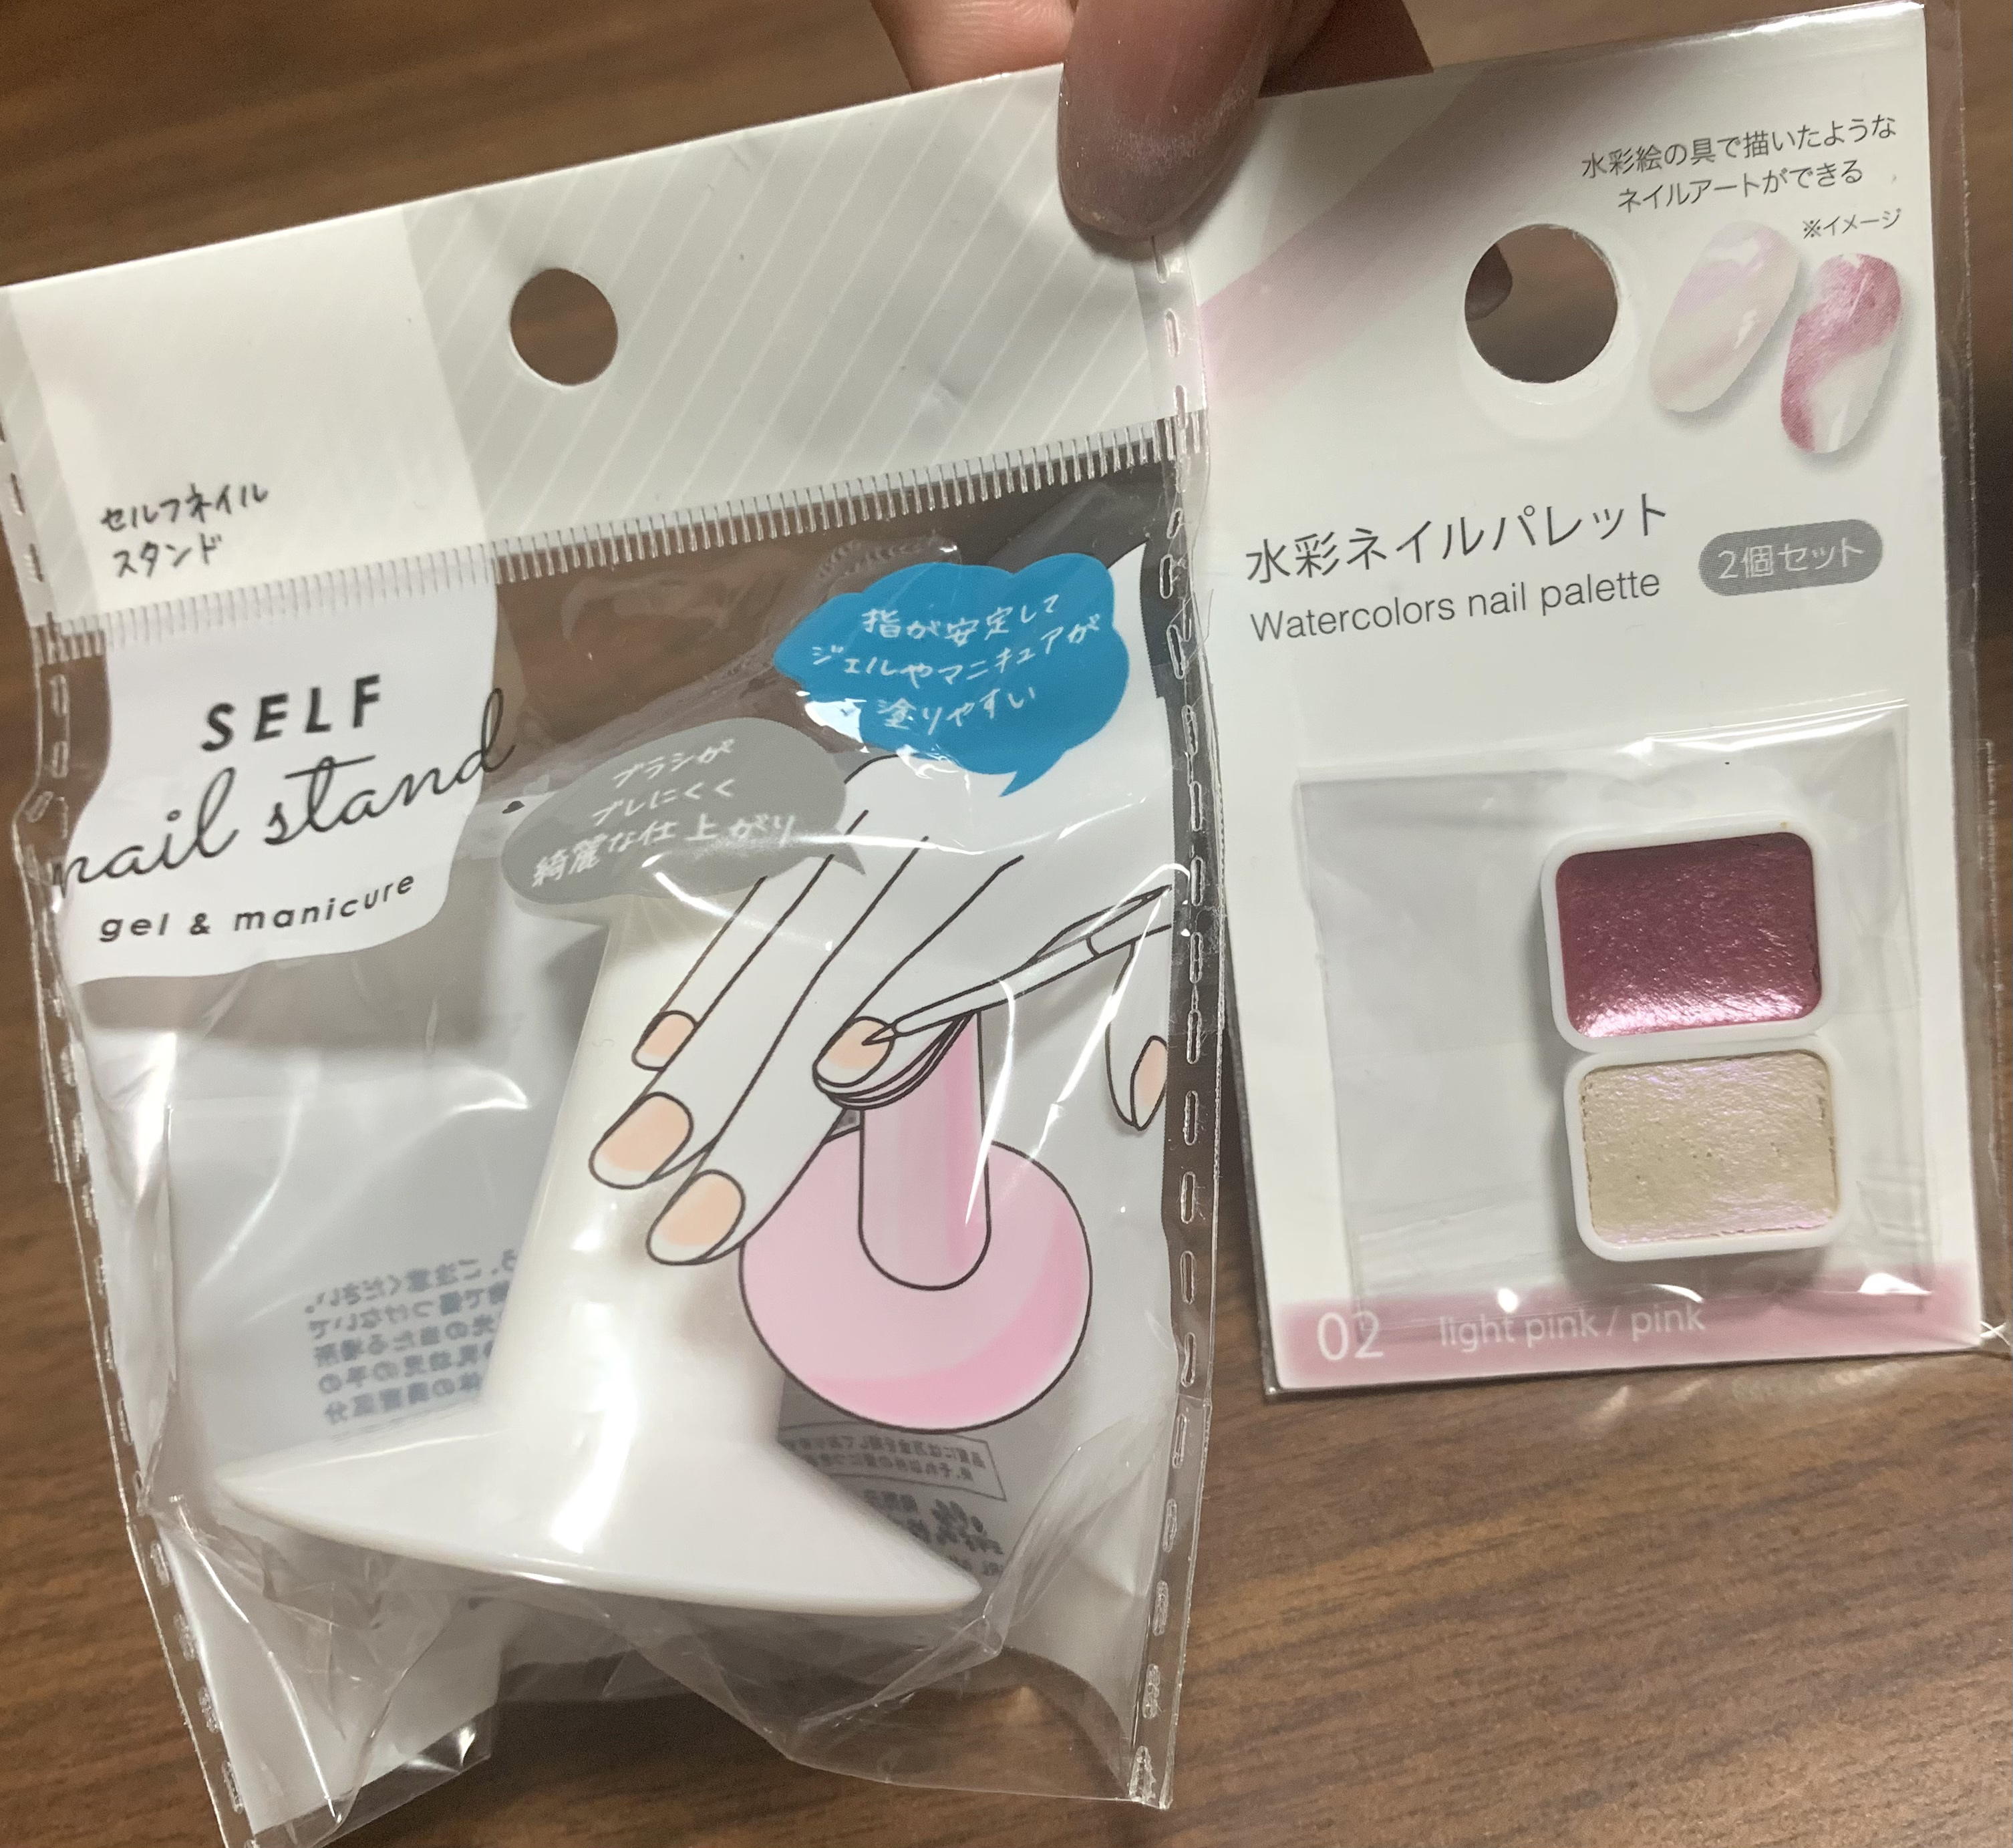 セルフネイル
スタンド
SELF
nail stand
gel & manicure
指が安定して
ジェルやマニキュアが
塗りやすい
ブラシが
ブレにくく
綺麗な仕上がり
水彩絵の具で描いたような
ネイルアートができる
※イメージ
水彩ネイルパレット
2個セット
Watercolors nail palette
02 light pink / pink